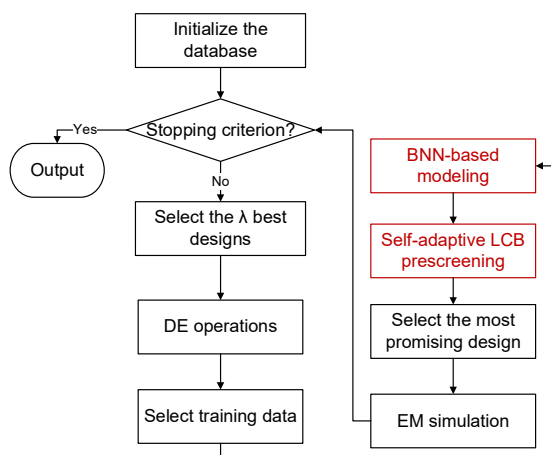 Initialize the
database
Stopping criterion?
Yes
Output
No
Select the λ best
designs
DE operations
Select training data
BNN-based
modeling
Self-adaptive LCB
prescreening
Select the most
promising design
EM simulation